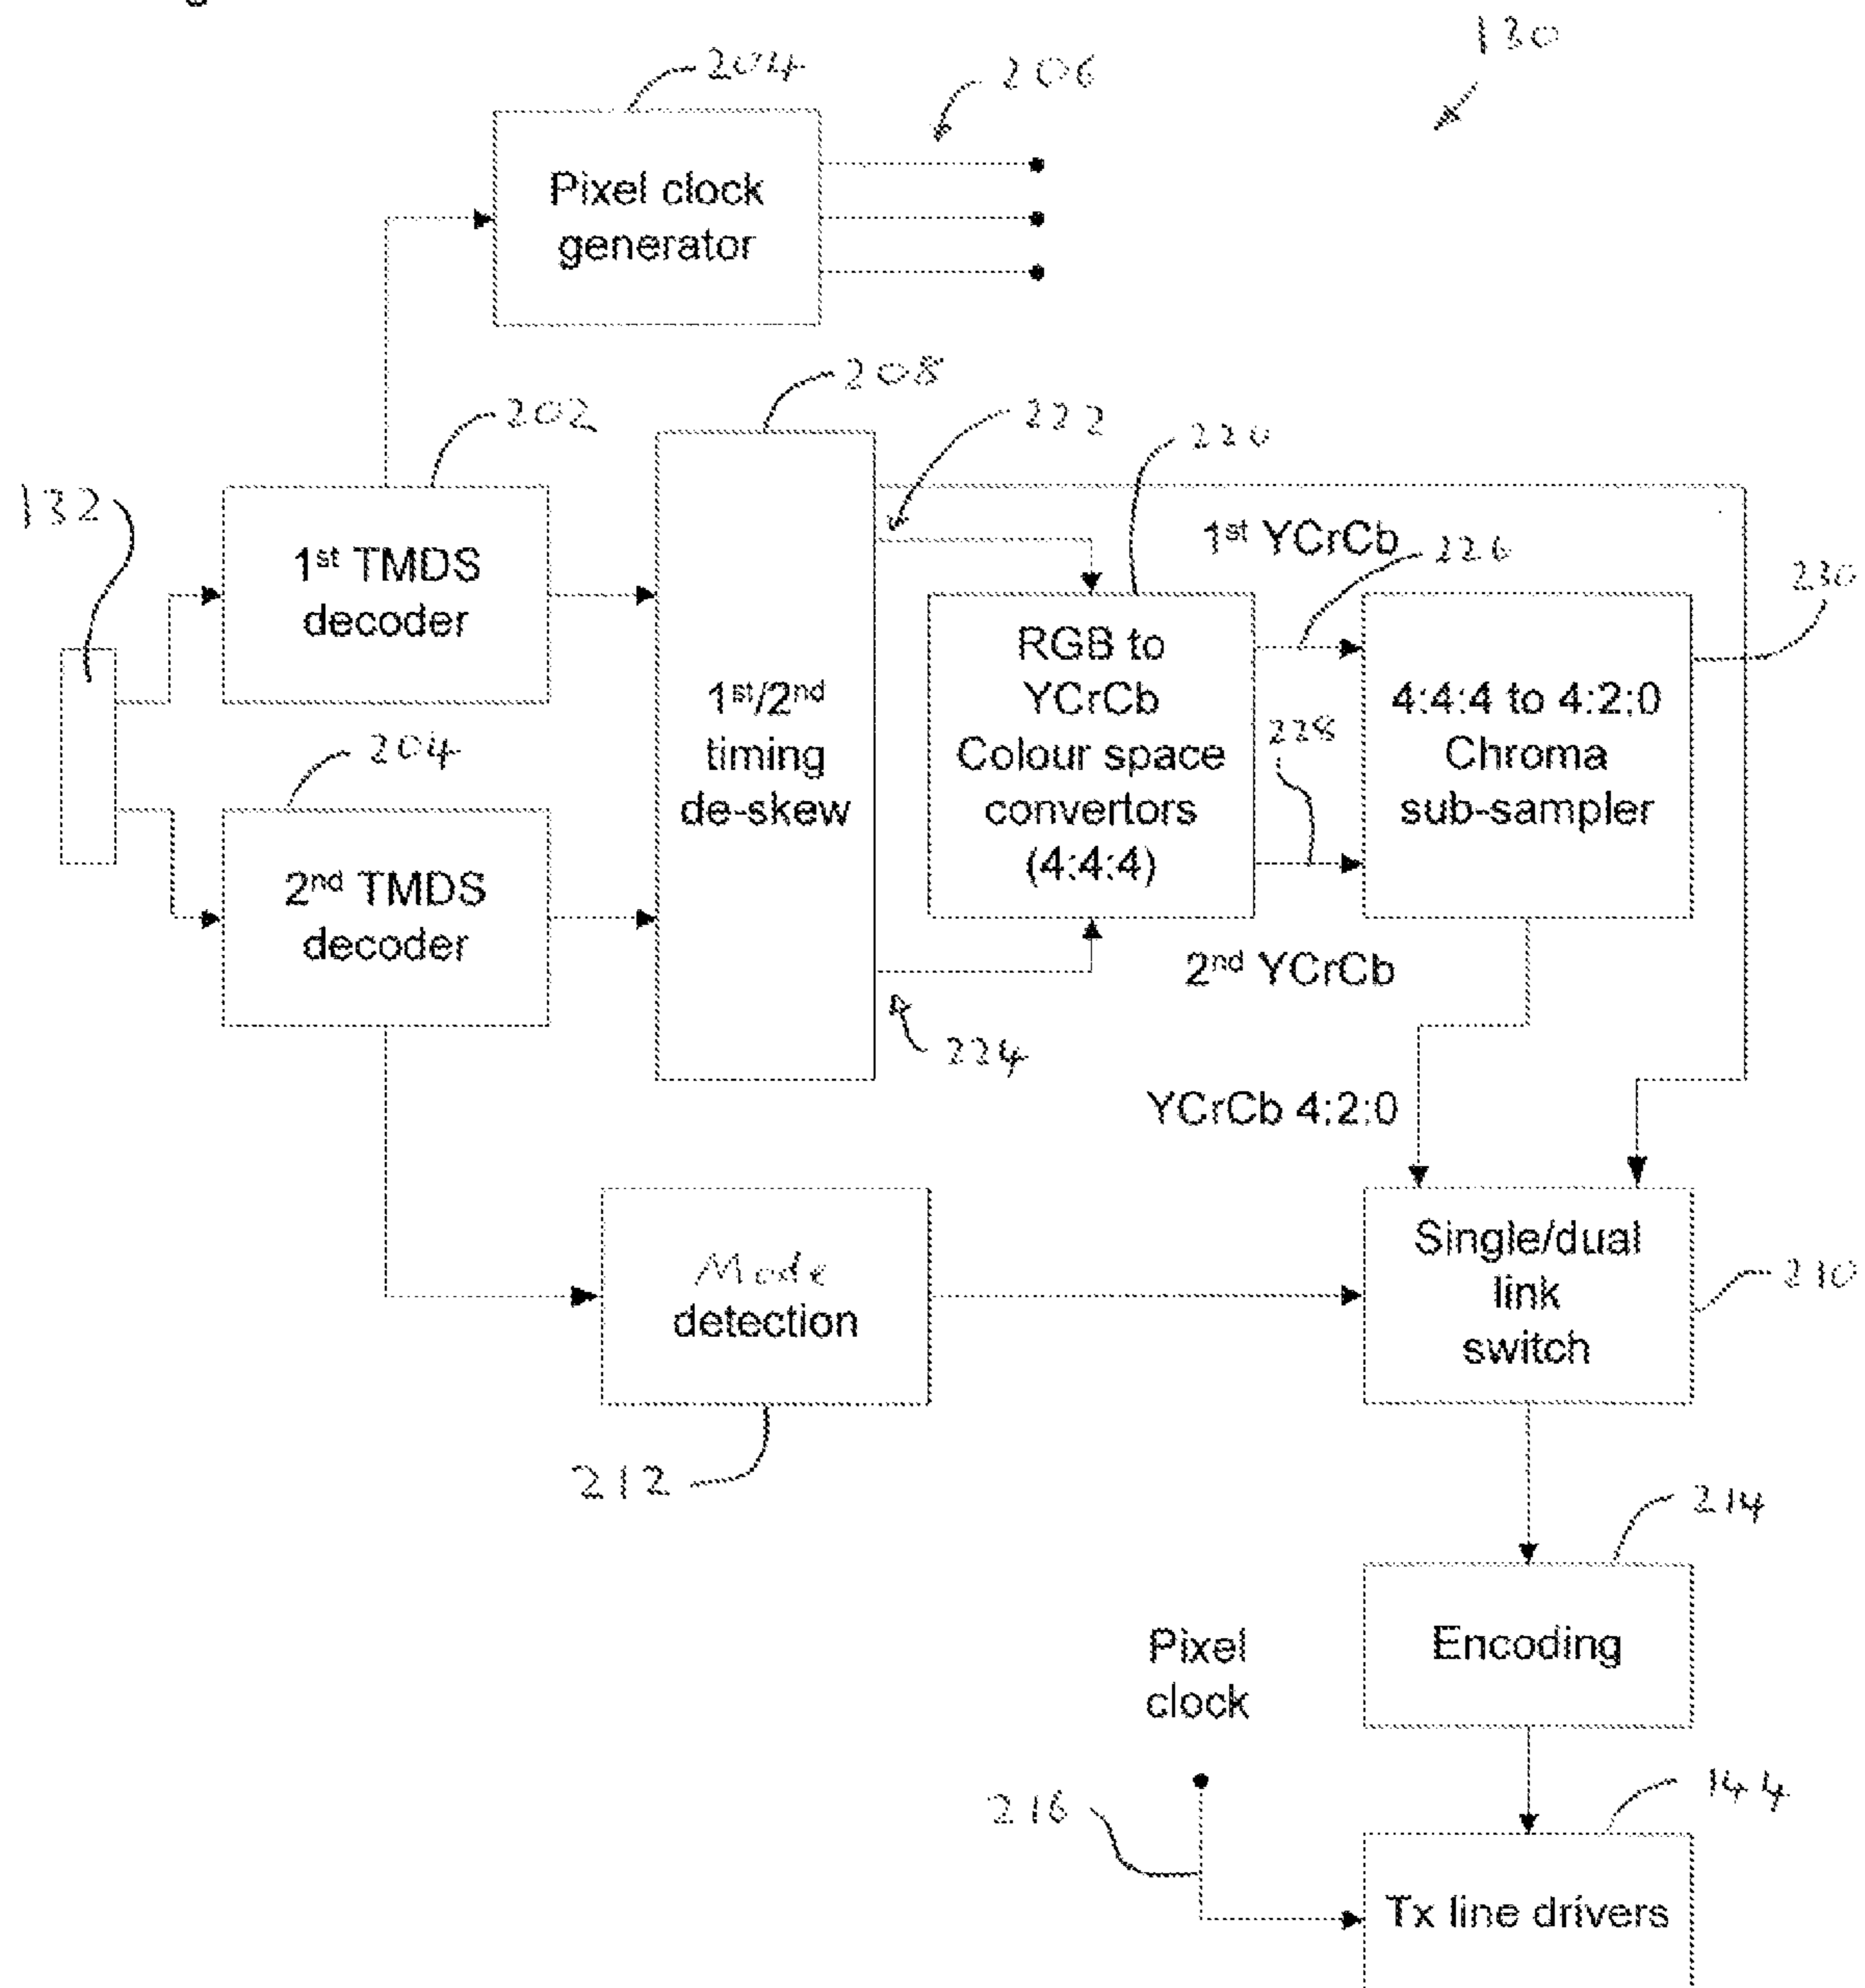 130
204
206
Pixel clock
generator
208
202
222
220
132
1st TMDS
decoder
1st YCrCb
226
230
RGB to
YCrCb
Colour space
convertors
(4:4:4)
4:4:4 to 4:2:0
Chroma
sub-sampler
1st/2nd
timing
de-skew
228
204
2nd TMDS
decoder
2nd YCrCb
224
YCrCb 4:2:0
Mode
detection
Single/dual
link
switch
210
212
214
Encoding
Pixel
clock
144
216
Tx line drivers